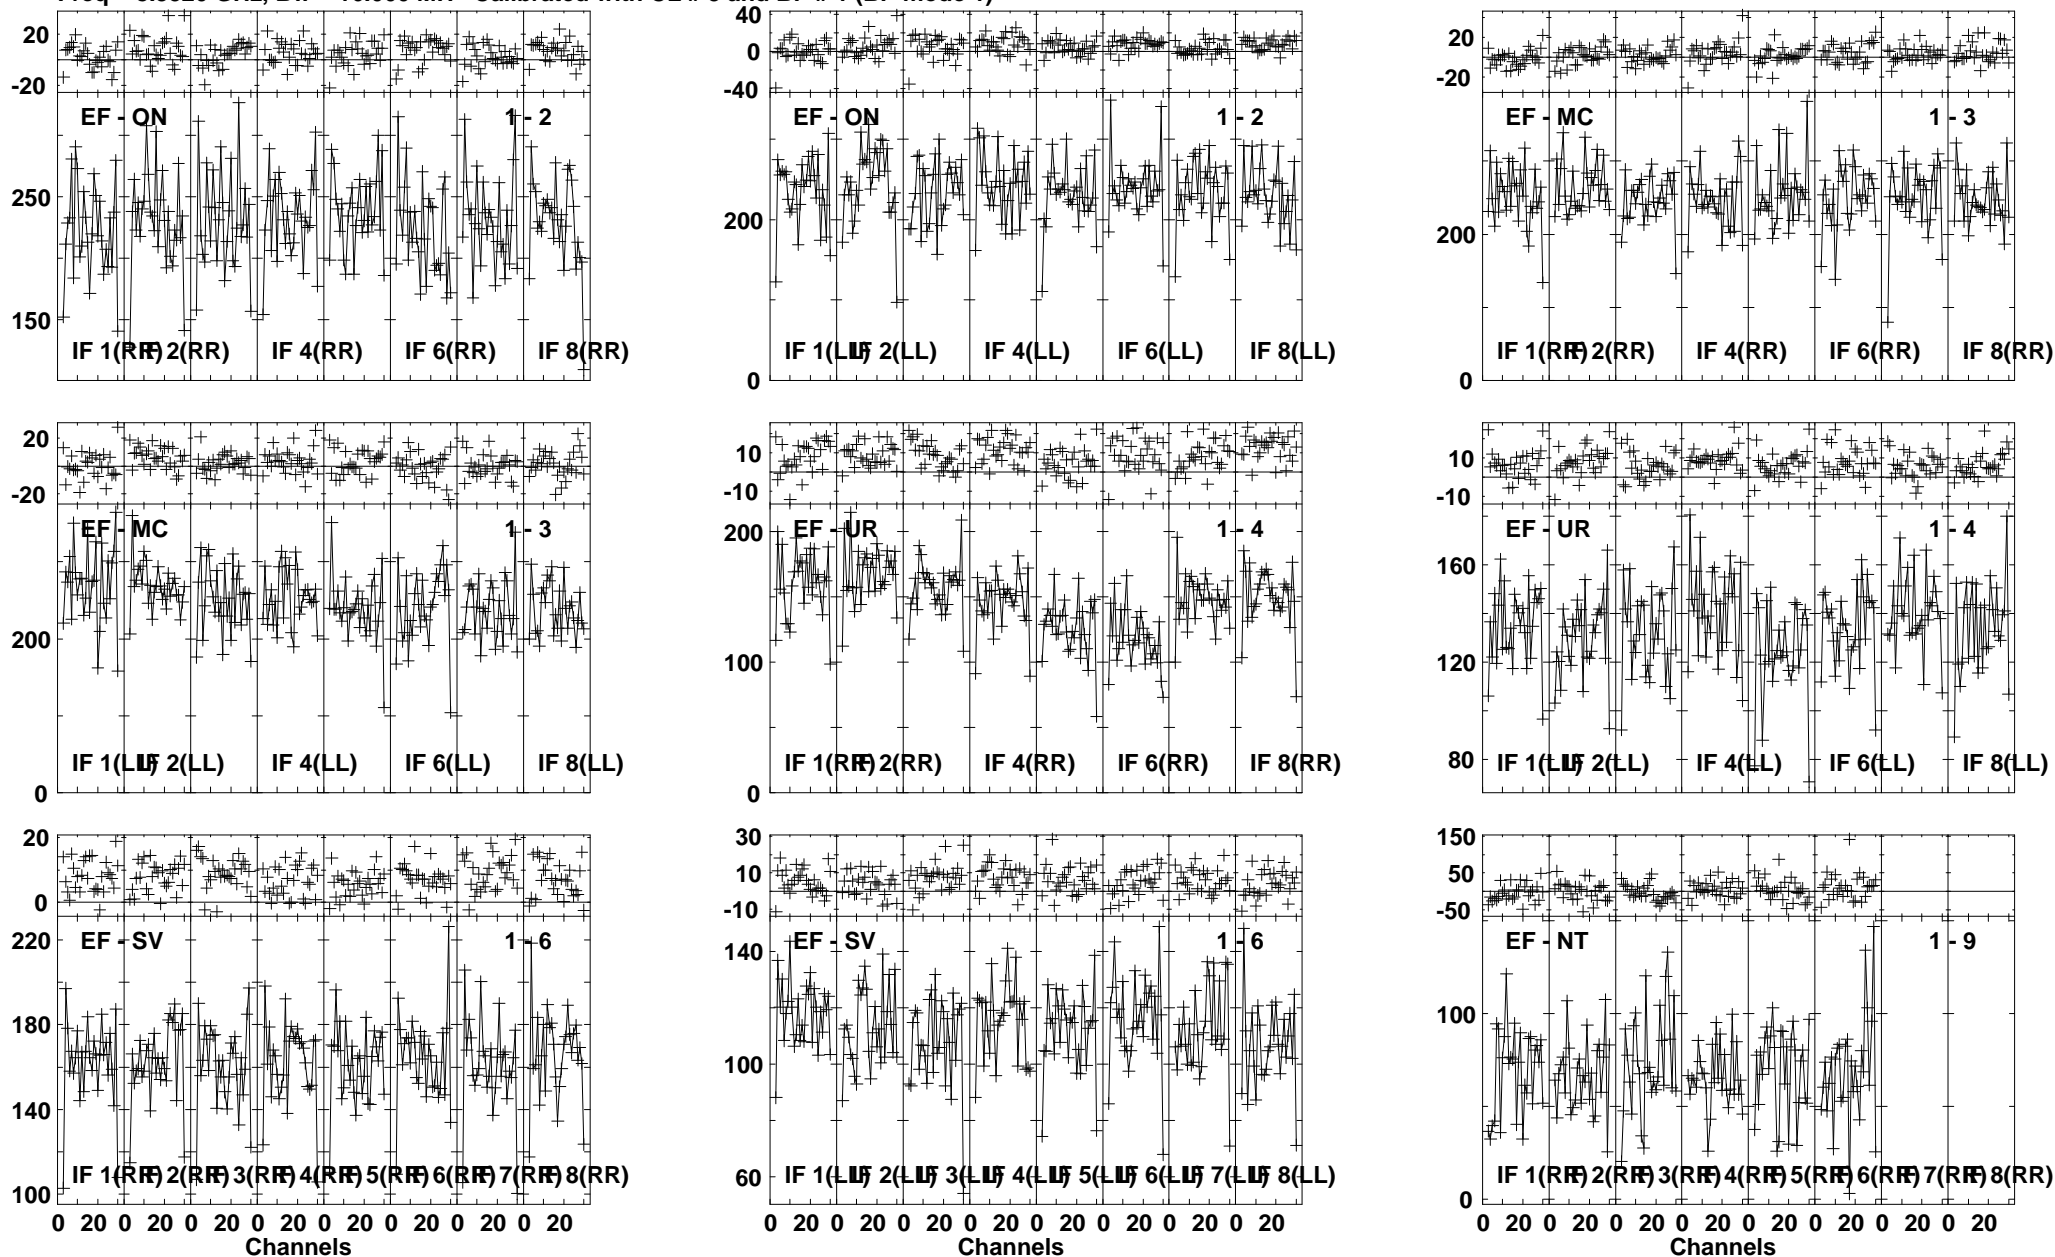 20
-20
EF - ON 1 - 2
250
150
IF 1(RR) IF 2(RR) IF 4(RR) IF 6(RR) IF 8(RR)
40
0
-40
EF - ON 1 - 2
200
0
IF 1(LL) IF 2(LL) IF 4(LL) IF 6(LL) IF 8(LL)
20
-20
EF - MC 1 - 3
200
0
IF 1(RR) IF 2(RR) IF 4(RR) IF 6(RR) IF 8(RR)
20
-20
EF - MC 1 - 3
200
0
IF 1(LL) IF 2(LL) IF 4(LL) IF 6(LL) IF 8(LL)
10
-10
EF - UR 1 - 4
200
100
0
IF 1(RR) IF 2(RR) IF 4(RR) IF 6(RR) IF 8(RR)
10
-10
EF - UR 1 - 4
160
120
80
IF 1(LL) IF 2(LL) IF 4(LL) IF 6(LL) IF 8(LL)
20
0
EF - SV 1 - 6
220
180
140
100
IF 1(RR) IF 2(RR) IF 3(RR) IF 4(RR) IF 5(RR) IF 6(RR) IF 7(RR) IF 8(RR)
0 20 0 20 0 20 0 20 0 20 0 20 0 20 0 20
Channels
30
10
-10
EF - SV 1 - 6
140
100
60
IF 1(LL) IF 2(LL) IF 3(LL) IF 4(LL) IF 5(LL) IF 6(LL) IF 7(LL) IF 8(LL)
0 20 0 20 0 20 0 20 0 20 0 20 0 20 0 20
Channels
150
50
-50
EF - NT 1 - 9
100
0
IF 1(RR) IF 2(RR) IF 3(RR) IF 4(RR) IF 5(RR) IF 6(RR) IF 7(RR) IF 8(RR)
0 20 0 20 0 20 0 20 0 20 0 20 0 20 0 20
Channels